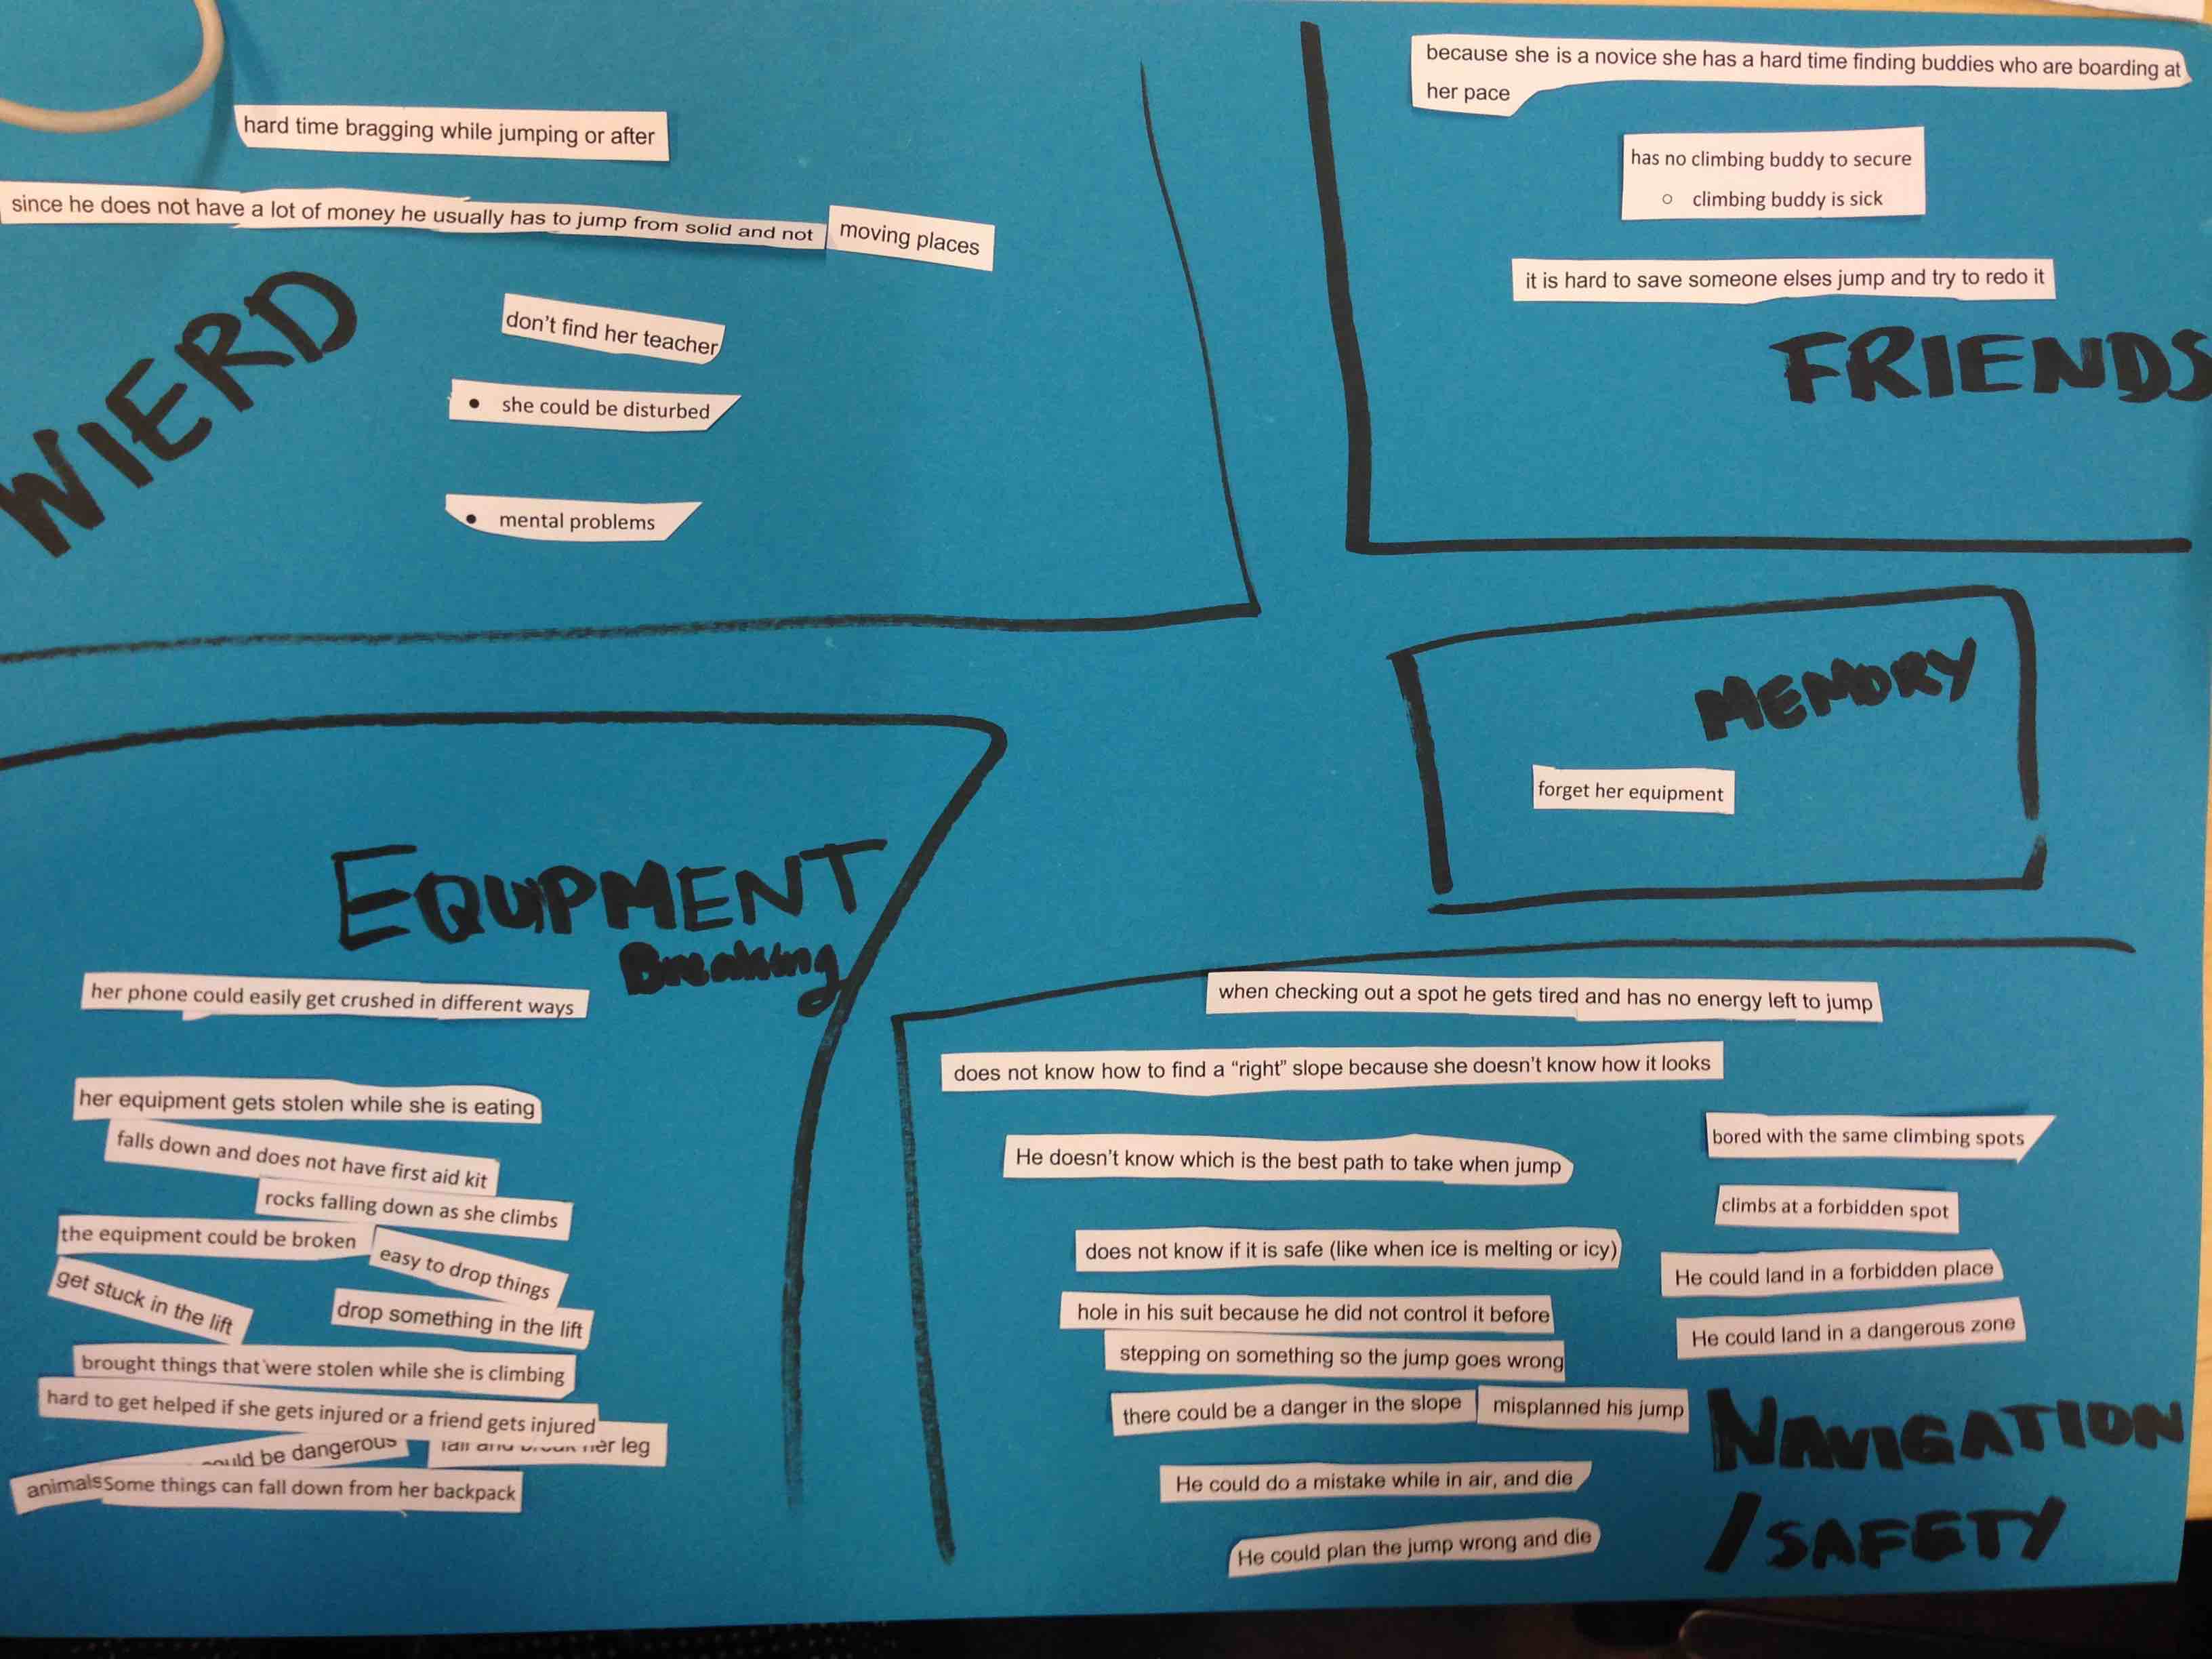 hard time bragging while jumping or after
since he does not have a lot of money he usually has to jump from solid and not moving places
WIERD
don't find her teacher
• she could be disturbed
• mental problems
because she is a novice she has a hard time finding buddies who are boarding at
her pace
has no climbing buddy to secure
○ climbing buddy is sick
it is hard to save someone elses jump and try to redo it
FRIENDS
MEMORY
forget her equipment
EQUIPMENT
Breaking
her phone could easily get crushed in different ways
her equipment gets stolen while she is eating
falls down and does not have first aid kit
rocks falling down as she climbs
the equipment could be broken
easy to drop things
get stuck in the lift
drop something in the lift
brought things that were stolen while she is climbing
hard to get helped if she gets injured or a friend gets injured
be dangerous
her leg
animals
Some things can fall down from her backpack
when checking out a spot he gets tired and has no energy left to jump
does not know how to find a “right” slope because she doesn't know how it looks
He doesn't know which is the best path to take when jump
does not know if it is safe (like when ice is melting or icy)
hole in his suit because he did not control it before
stepping on something so the jump goes wrong
there could be a danger in the slope
misplanned his jump
He could do a mistake while in air, and die
He could plan the jump wrong and die
bored with the same climbing spots
climbs at a forbidden spot
He could land in a forbidden place
He could land in a dangerous zone
NAVIGATION
/SAFETY